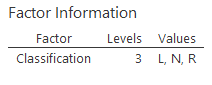 Factor Information
Factor Levels Values
Classification 3 L, N, R